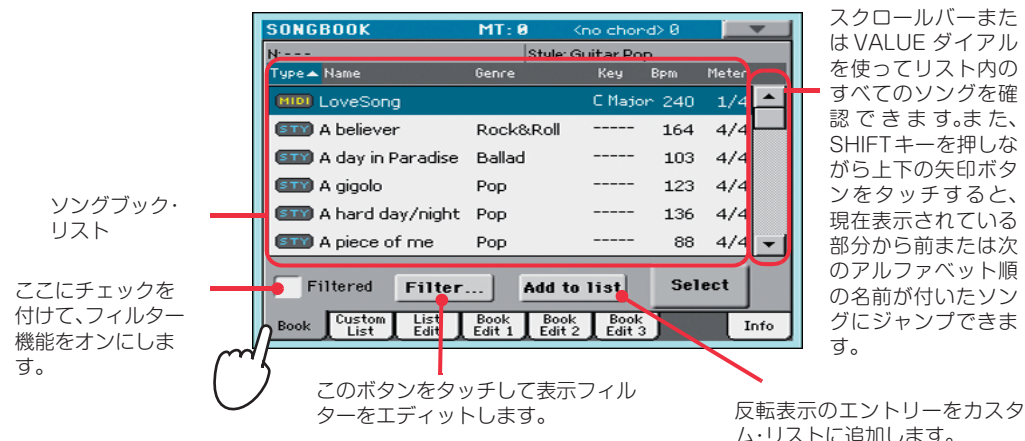 SONGBOOK MT: 0 <no chord> 0
N: --- Style: Guitar Pop
Type Name Genre Key Bpm Meter
MIDI LoveSong C Major 240 1/4
STY A believer Rock&Roll ----- 164 4/4
STY A day in Paradise Ballad ----- 103 4/4
STY A gigolo Pop ----- 123 4/4
STY A hard day/night Pop ----- 136 4/4
STY A piece of me Pop ----- 88 4/4
Filtered Filter... Add to list Select
Book Custom List List Edit Book Edit 1 Book Edit 2 Book Edit 3 Info
ソングブック・
リスト
ここにチェックを
付けて、フィルター
機能をオンにしま
す。
このボタンをタッチして表示フィル
ターをエディットします。
スクロールバーまた
は VALUE ダイアル
を使ってリスト内の
すべてのソングを確
認できます。また、
SHIFTキーを押しな
がら上下の矢印ボタ
ンをタッチすると、
現在表示されている
部分から前または次
のアルファベット順
の名前が付いたソン
グにジャンプできま
す。
反転表示のエントリーをカスタ
ム・リストに追加します。